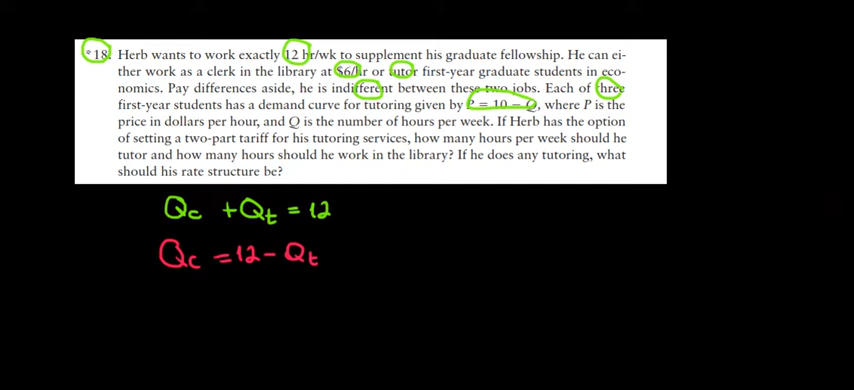 *18. Herb wants to work exactly 12 hr/wk to supplement his graduate fellowship. He can ei-
ther work as a clerk in the library at $6/hr or tutor first-year graduate students in eco-
nomics. Pay differences aside, he is indifferent between these two jobs. Each of three
first-year students has a demand curve for tutoring given by P = 10 − Q, where P is the
price in dollars per hour, and Q is the number of hours per week. If Herb has the option
of setting a two-part tariff for his tutoring services, how many hours per week should he
tutor and how many hours should he work in the library? If he does any tutoring, what
should his rate structure be?
Qc + Qt = 12
Qc = 12 − Qt